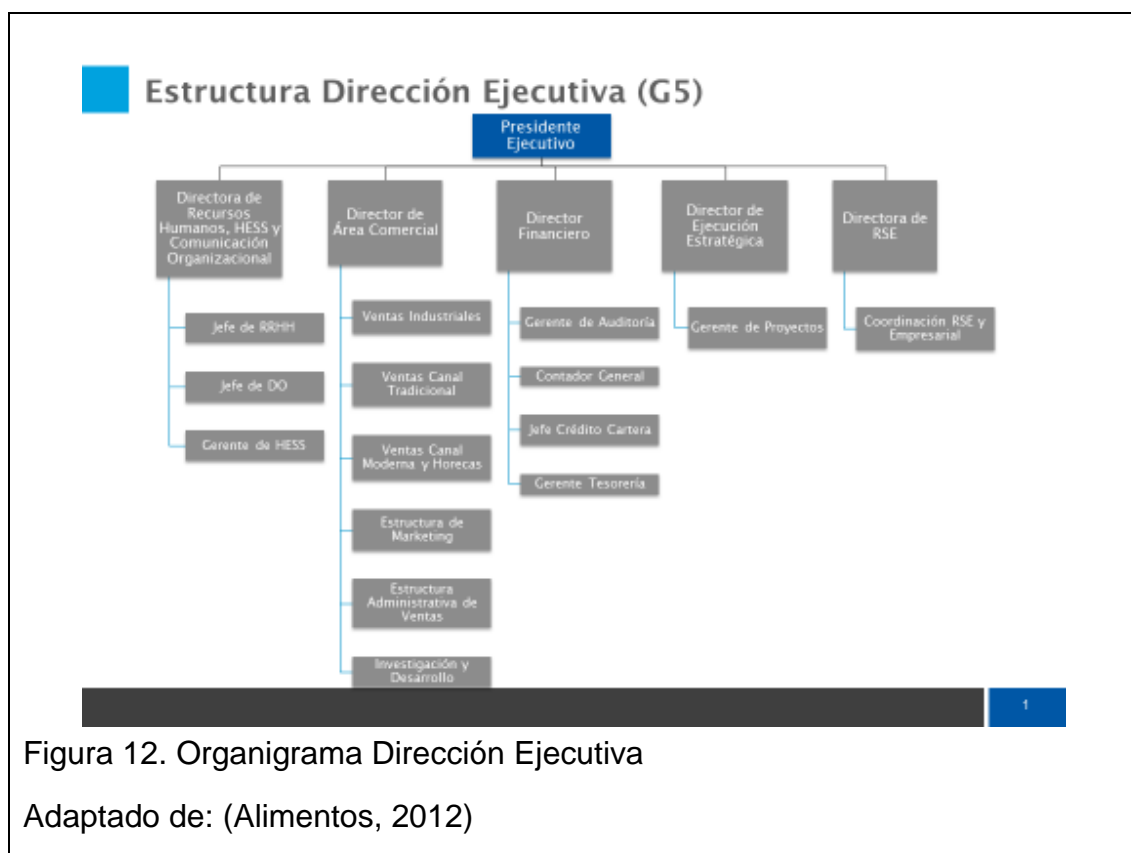 Estructura Dirección Ejecutiva (G5)
Presidente
Ejecutivo
Directora de
Recursos
Humanos, HESS y
Comunicación
Organizacional
Jefe de RRHH
Jefe de DO
Gerente de HESS
Director de
Área Comercial
Ventas Industriales
Ventas Canal
Tradicional
Ventas Canal
Moderna y Horecas
Estructura de
Marketing
Estructura
Administrativa de
Ventas
Investigación y
Desarrollo
Director
Financiero
Gerente de Auditoría
Contador General
Jefe Crédito Cartera
Gerente Tesorería
Director de
Ejecución
Estratégica
Gerente de Proyectos
Directora de
RSE
Coordinación RSE y
Empresarial
1
Figura 12. Organigrama Dirección Ejecutiva
Adaptado de: (Alimentos, 2012)